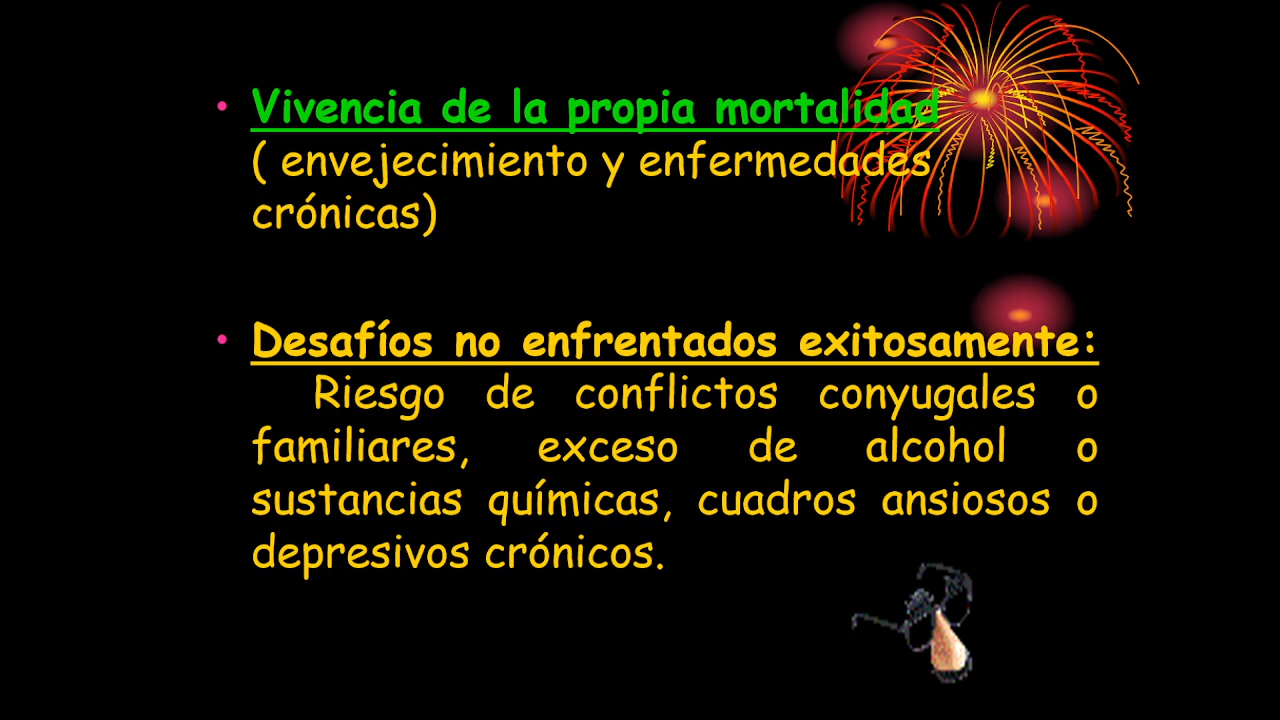 • Vivencia de la propia mortalidad
( envejecimiento y enfermedades
crónicas)
• Desafíos no enfrentados exitosamente:
Riesgo de conflictos conyugales o
familiares, exceso de alcohol o
sustancias químicas, cuadros ansiosos o
depresivos crónicos.